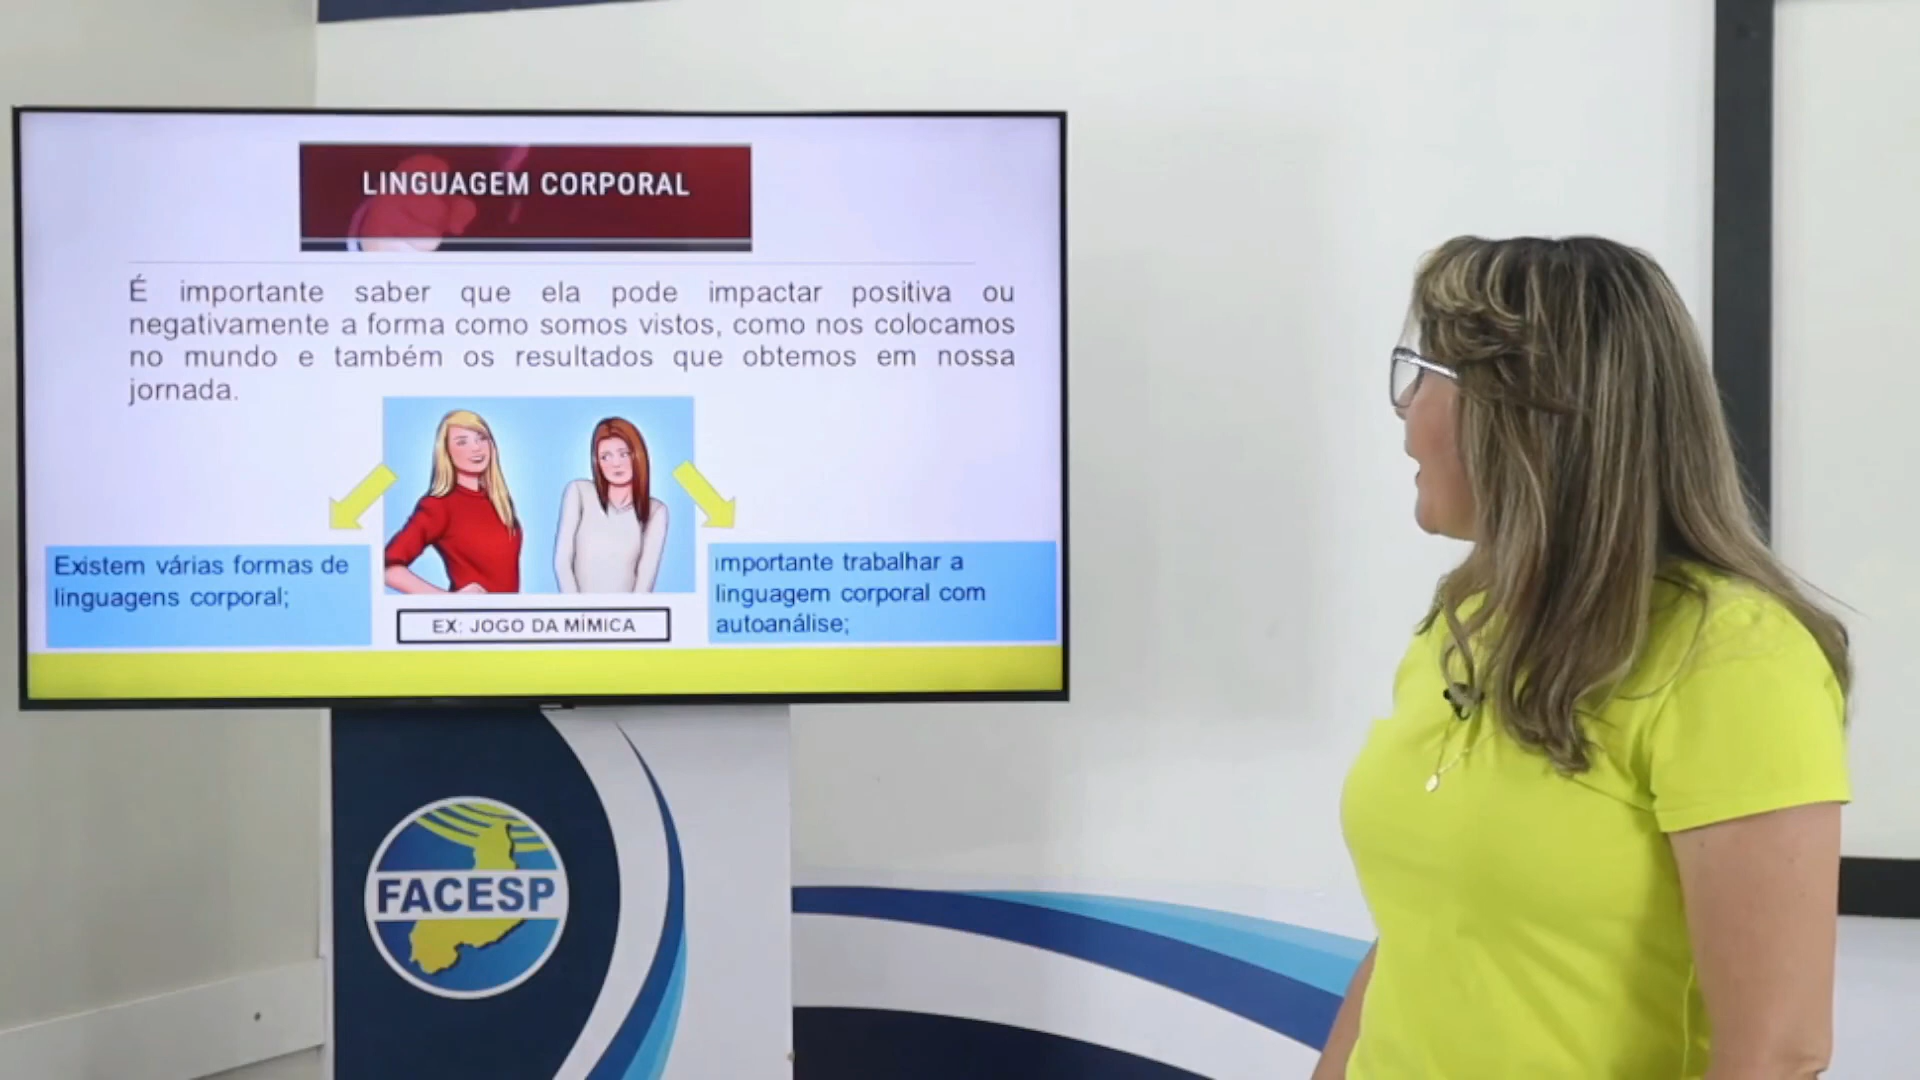 LINGUAGEM CORPORAL
É importante saber que ela pode impactar positiva ou
negativamente a forma como somos vistos, como nos colocamos
no mundo e também os resultados que obtemos em nossa
jornada.
Existem várias formas de
linguagens corporal;
EX: JOGO DA MÍMICA
importante trabalhar a
linguagem corporal com
autoanálise;
FACESP